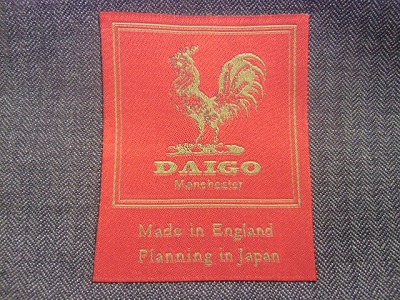 DAIGO
Manchester
Made in England
Planning in Japan